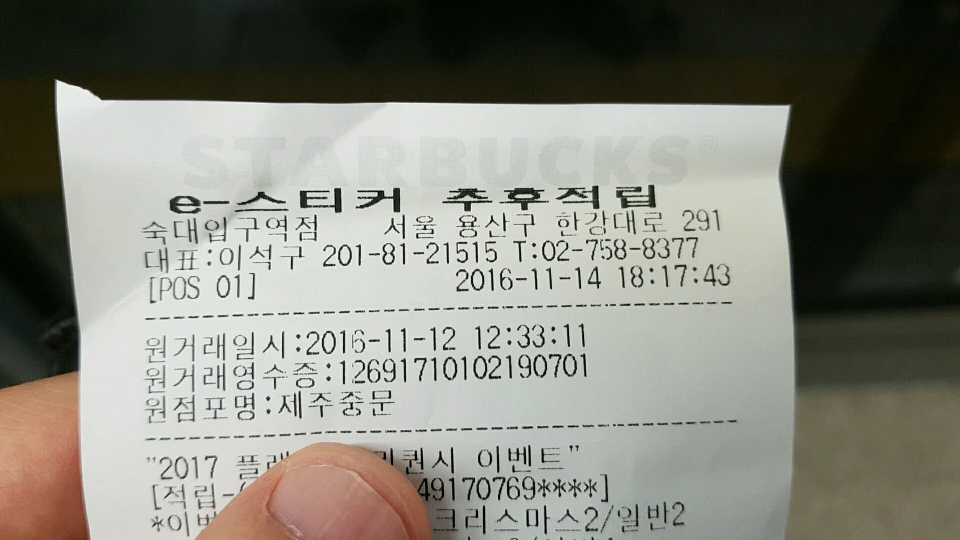 STARBUCKS®
e-스티커 추후적립
숙대입구역점 서울 용산구 한강대로 291
대표:이석구 201-81-21515 T:02-758-8377
[POS 01] 2016-11-14 18:17:43
원거래일시:2016-11-12 12:33:11
원거래영수증:12691710102190701
원점포명:제주중문
"2017 이벤트"
[적립- 49170769****]
크리스마스2/일반2